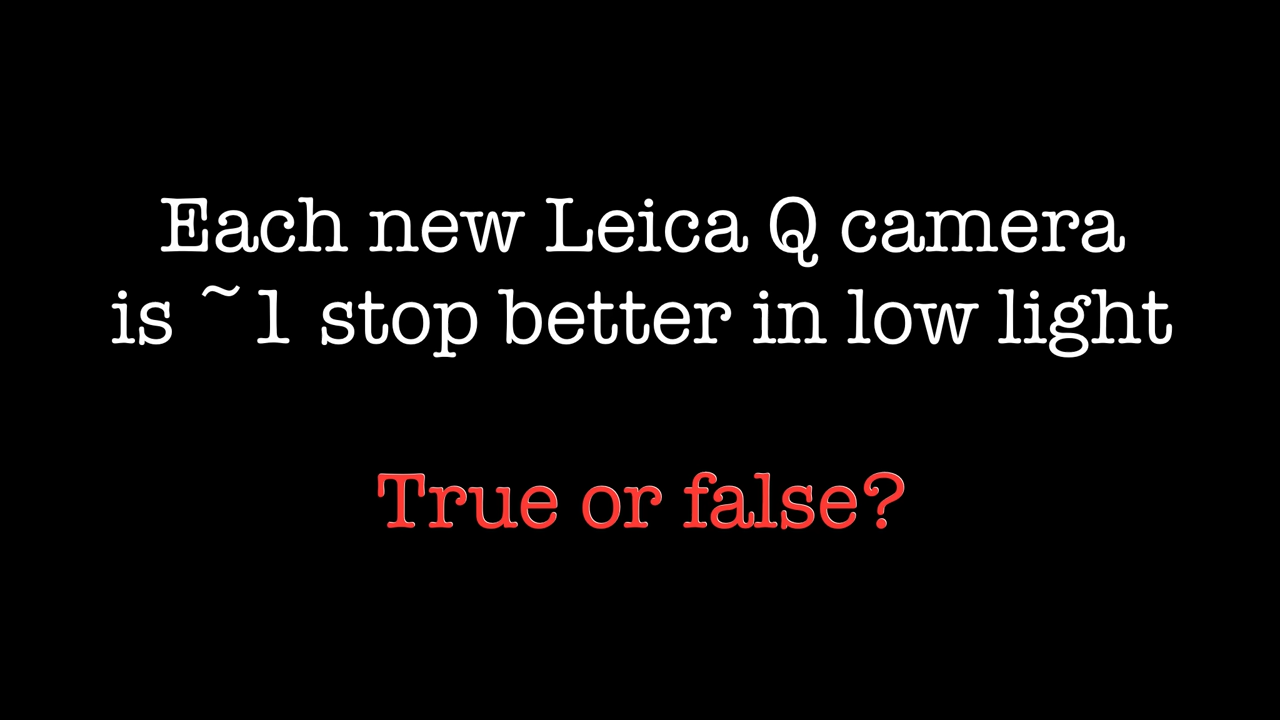 Each new Leica Q camera
is ~1 stop better in low light
True or false?